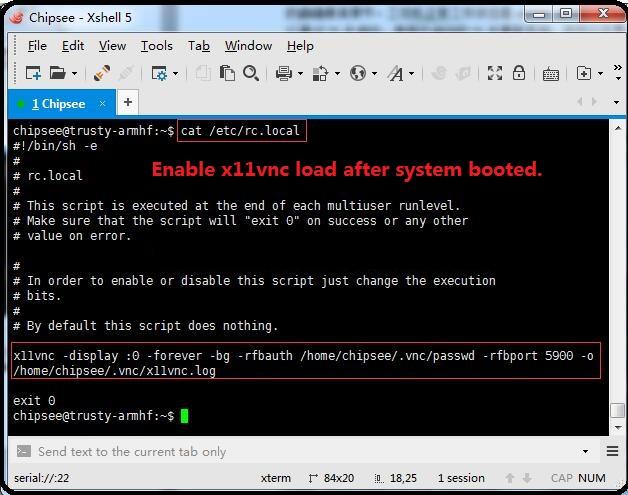 Chipsee - Xshell 5
File Edit View Tools Tab Window Help
1 Chipsee × +
chipsee@trusty-armhf:~$ cat /etc/rc.local
#!/bin/sh -e
#
# rc.local
Enable x11vnc load after system booted.
#
# This script is executed at the end of each multiuser runlevel.
# Make sure that the script will "exit 0" on success or any other
# value on error.
#
# In order to enable or disable this script just change the execution
# bits.
#
# By default this script does nothing.
x11vnc -display :0 -forever -bg -rfbauth /home/chipsee/.vnc/passwd -rfbport 5900 -o
/home/chipsee/.vnc/x11vnc.log
exit 0
chipsee@trusty-armhf:~$
Send text to the current tab only
serial://:22 xterm 84x20 18,25 1 session CAP NUM